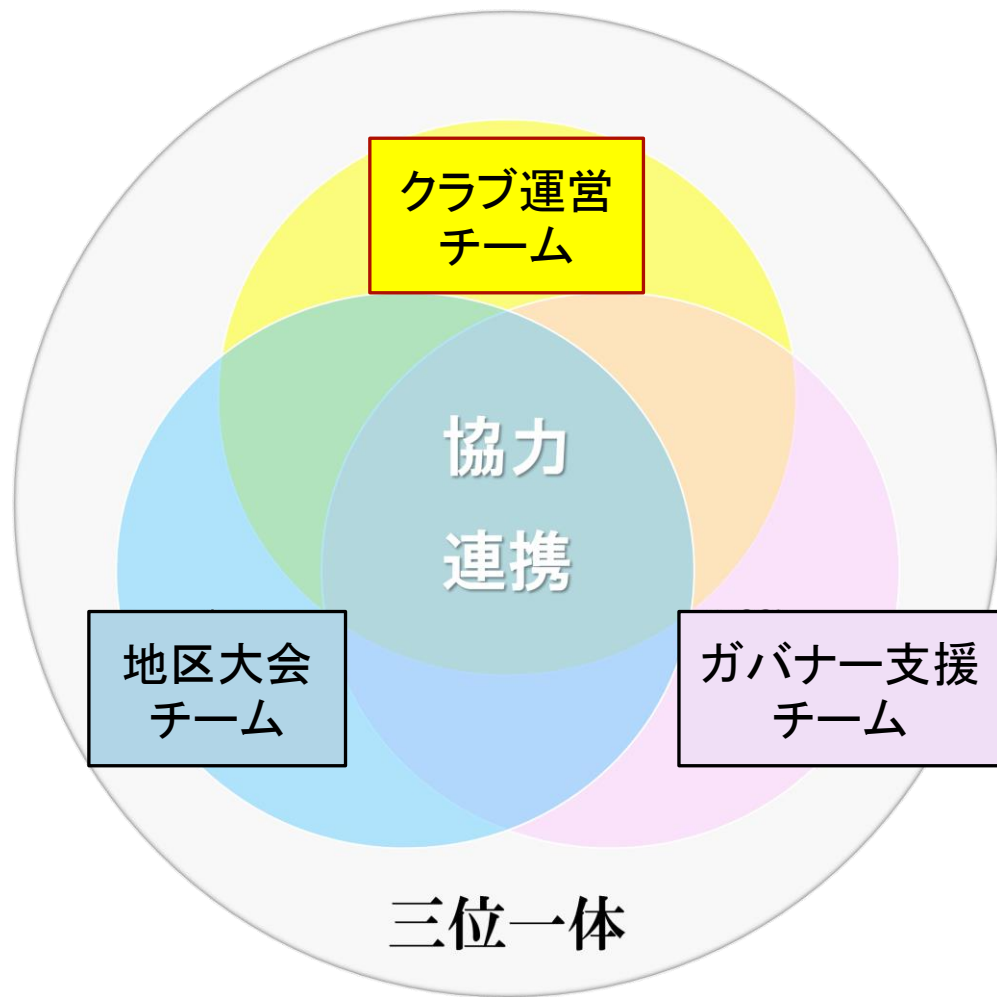 クラブ運営
チーム
協力
連携
地区大会
チーム
ガバナー支援
チーム
三位一体